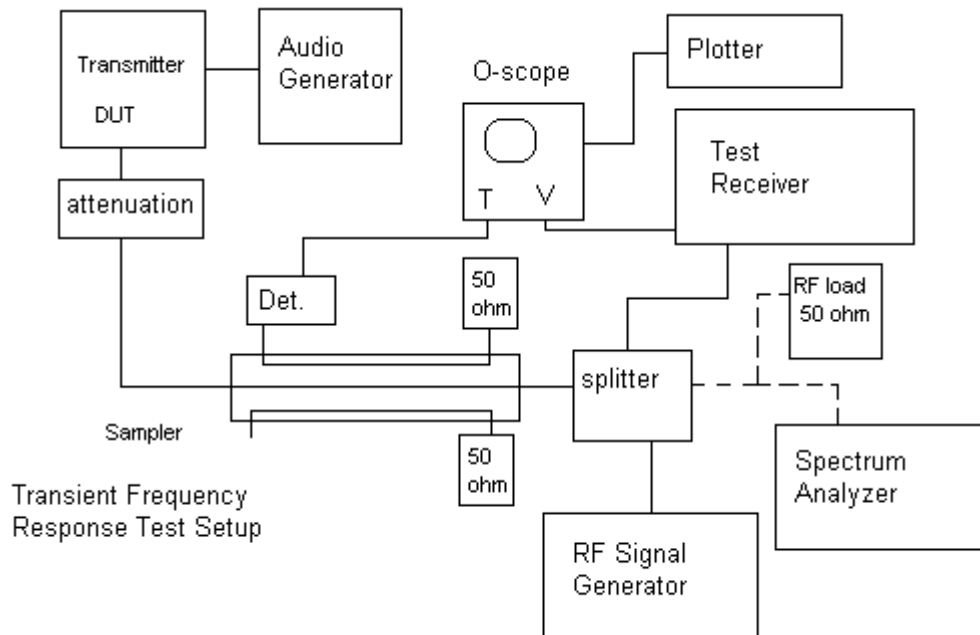 Transmitter
DUT
Audio
Generator
O-scope
Plotter
T V
Test
Receiver
attenuation
Det.
50
ohm
RF load
50 ohm
splitter
Sampler
50
ohm
Spectrum
Analyzer
Transient Frequency
Response Test Setup
RF Signal
Generator